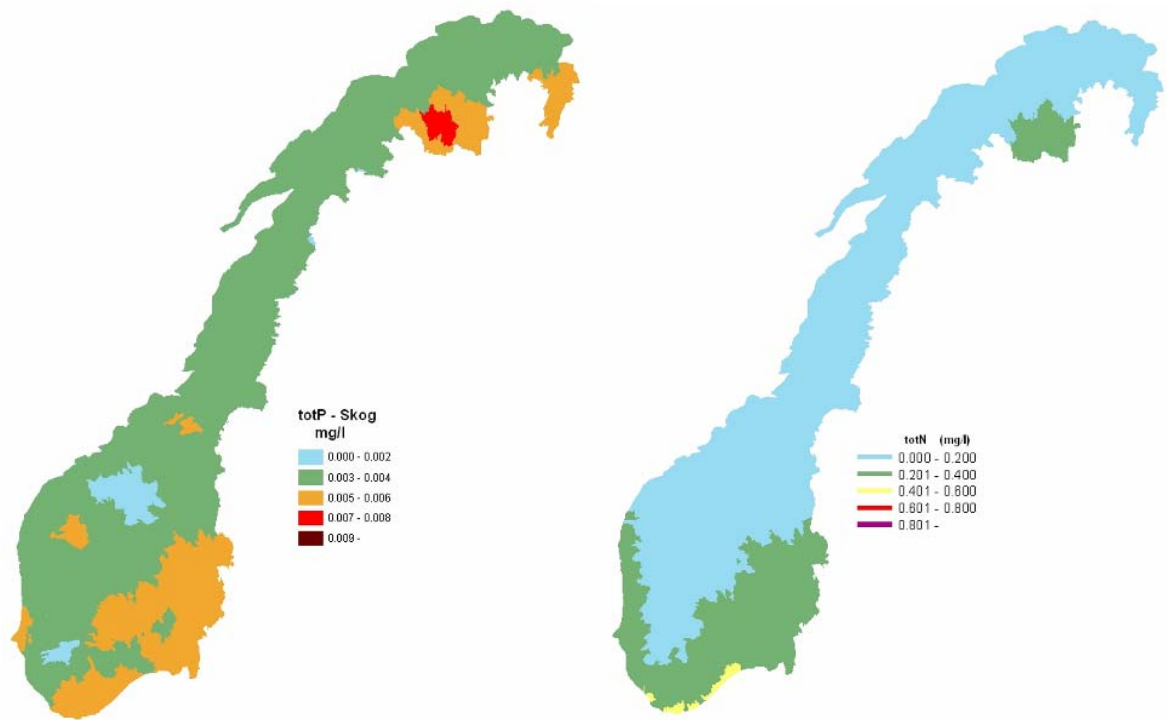 totP - Skog
mg/l
0.000 - 0.002
0.003 - 0.004
0.005 - 0.006
0.007 - 0.008
0.009 -
totN (mg/l)
0.000 - 0.200
0.201 - 0.400
0.401 - 0.600
0.601 - 0.800
0.801 -